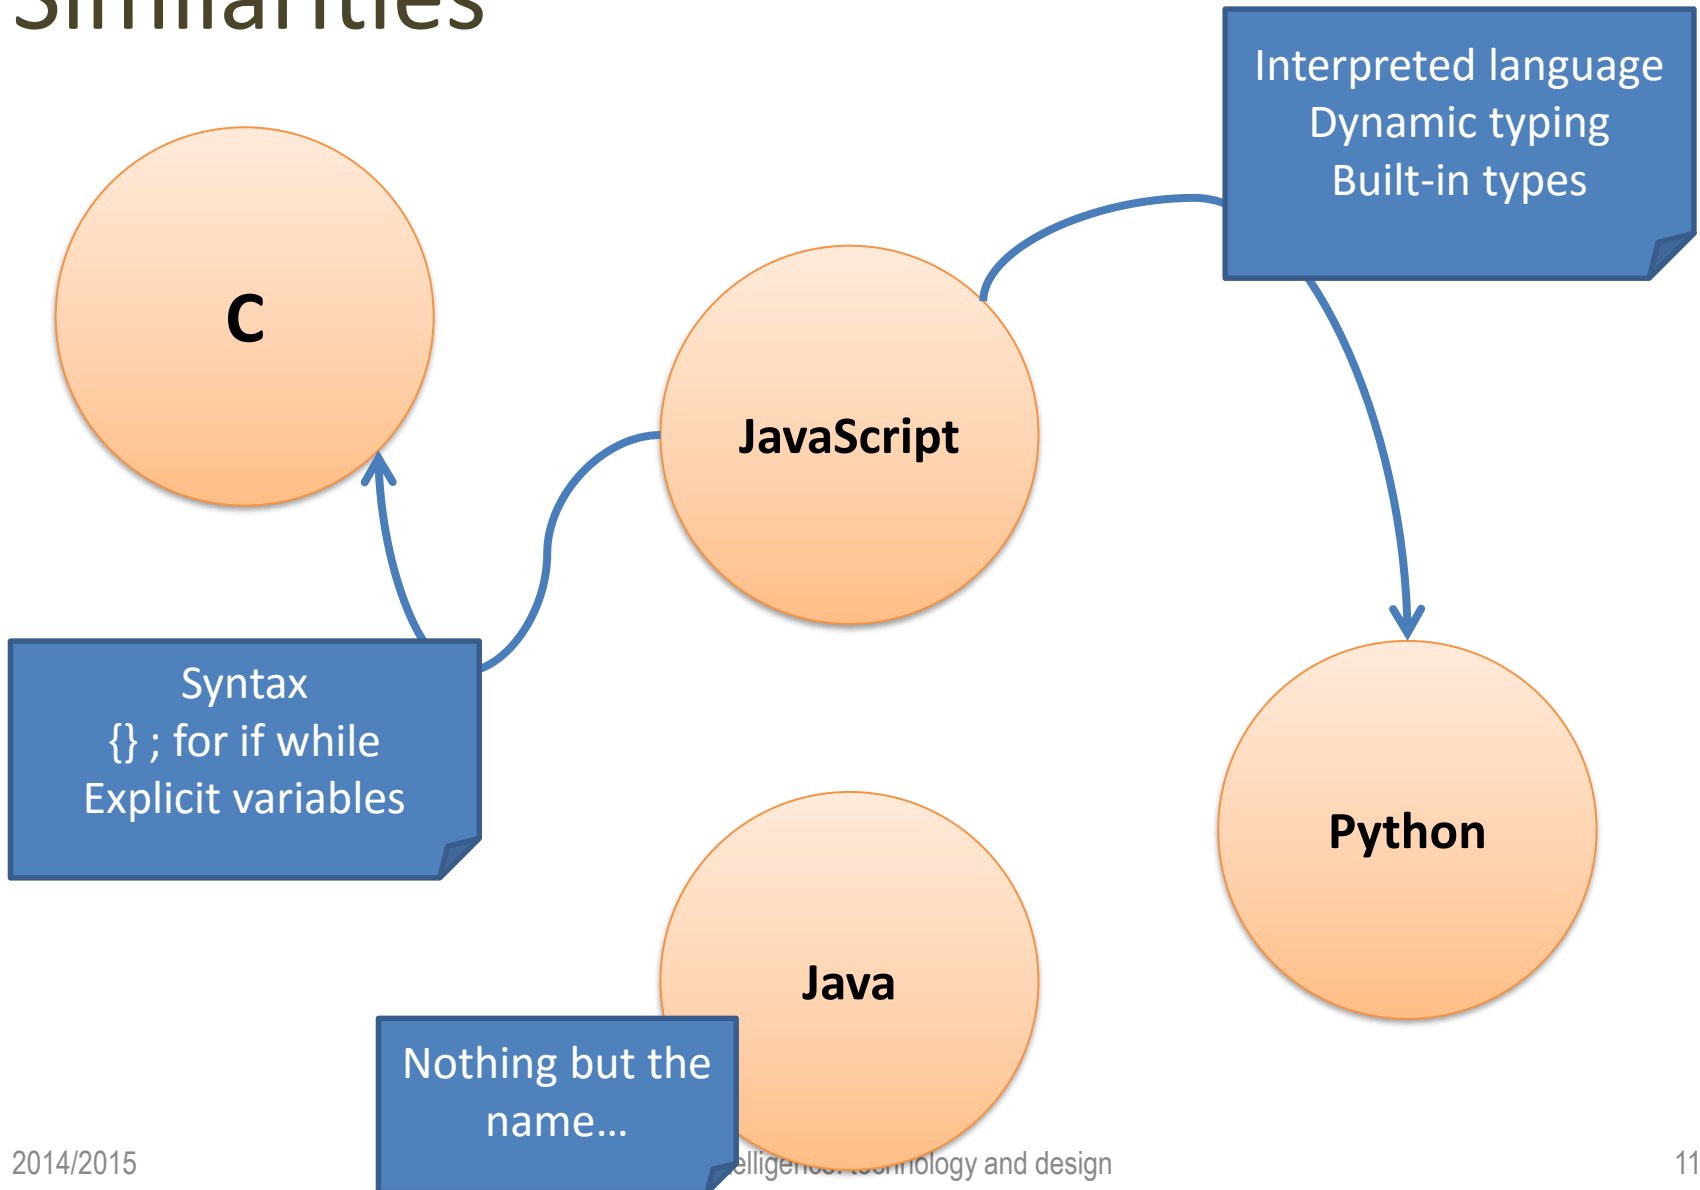 Similarities
Interpreted language
Dynamic typing
Built-in types
C
JavaScript
Syntax
{} ; for if while
Explicit variables
Python
Java
Nothing but the
name...
2014/2015
technology and design
11